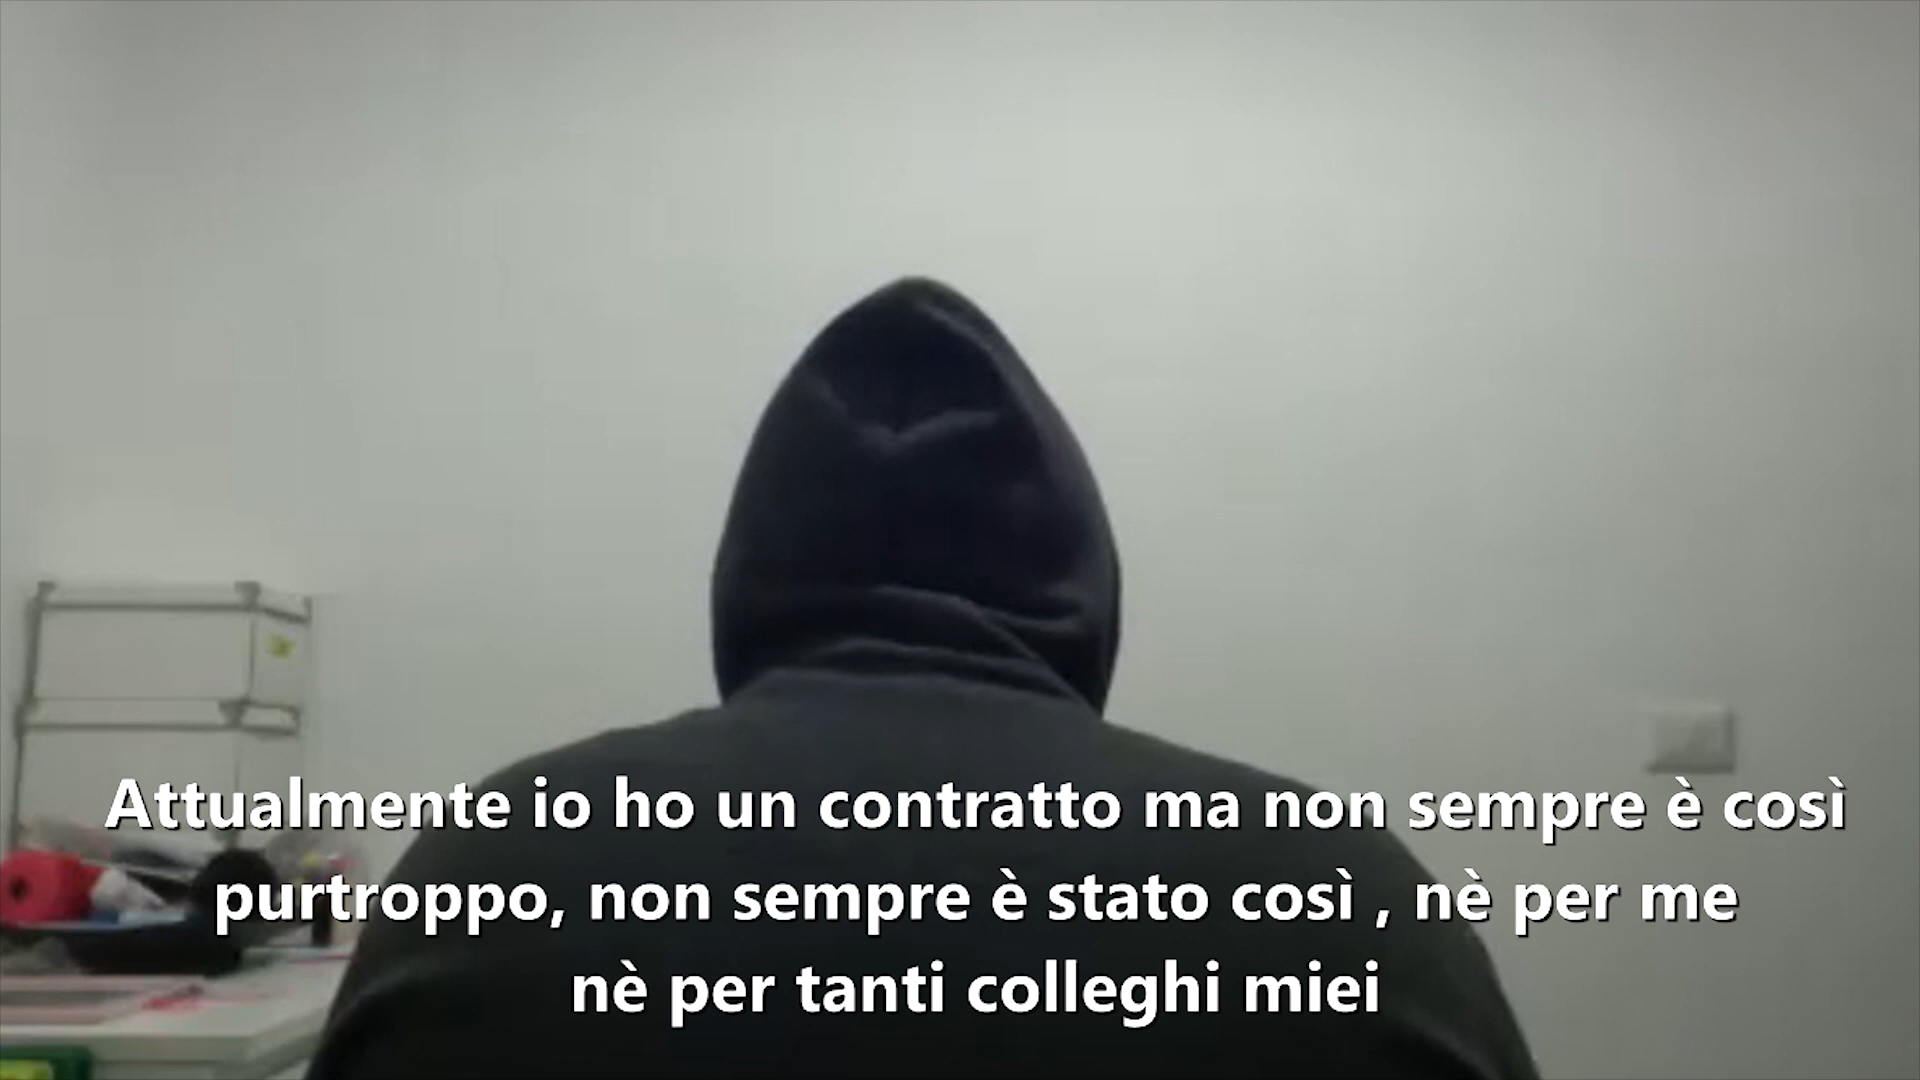 Attualmente io ho un contratto ma non sempre è così
purtroppo, non sempre è stato così , nè per me
nè per tanti colleghi miei